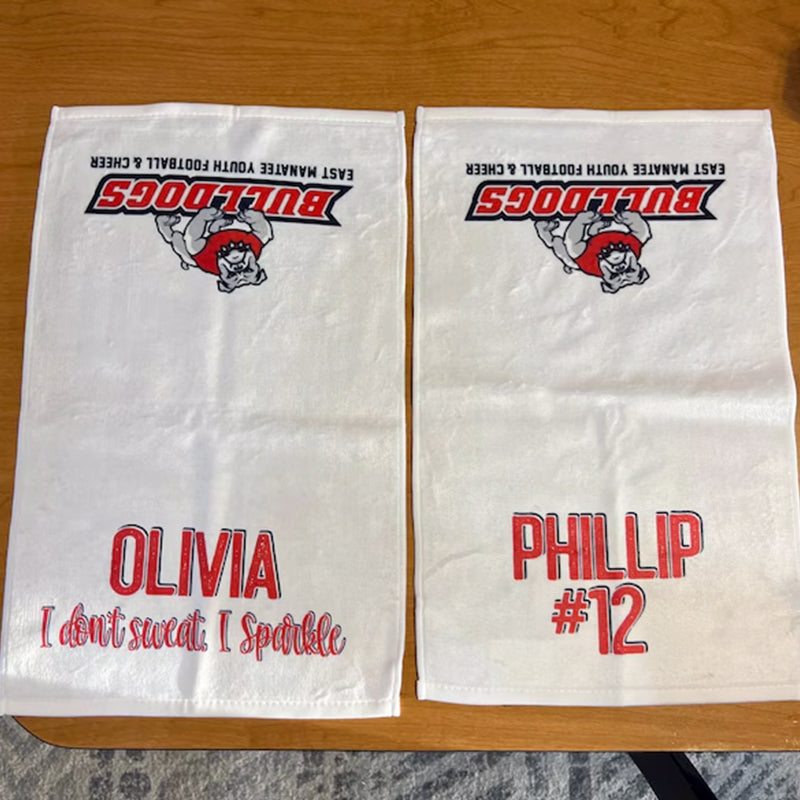 EAST MANATEE YOUTH FOOTBALL & CHEER
BULLDOGS
OLIVIA
I don't sweat, I Sparkle
EAST MANATEE YOUTH FOOTBALL & CHEER
BULLDOGS
PHILLIP
#12